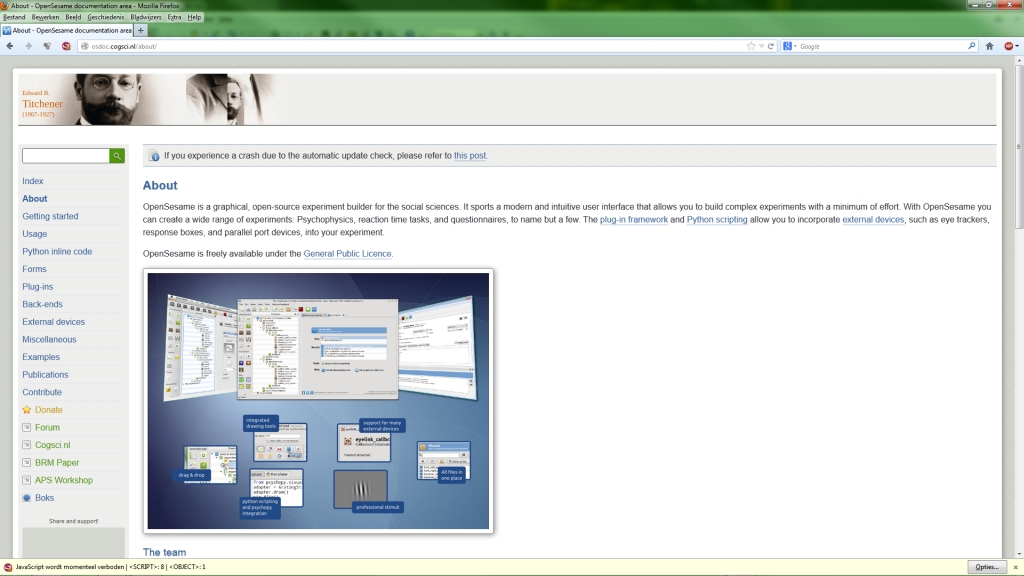 About - OpenSesame documentation area - Mozilla Firefox
Bestand Bewerken Beeld Geschiedenis Bladwijzers Extra Help
About - OpenSesame documentation area
osdoc.cogsci.nl/about/
Google
Edward B.
Titchener
(1867-1927)
If you experience a crash due to the automatic update check, please refer to this post.
Index
About
Getting started
Usage
Python inline code
Forms
Plug-ins
Back-ends
External devices
Miscellaneous
Examples
Publications
Contribute
Donate
Forum
Cogsci.nl
BRM Paper
APS Workshop
Boks
Share and support
About
OpenSesame is a graphical, open-source experiment builder for the social sciences. It sports a modern and intuitive user interface that allows you to build complex experiments with a minimum of effort. With OpenSesame you
can create a wide range of experiments: Psychophysics, reaction time tasks, and questionnaires, to name but a few. The plug-in framework and Python scripting allow you to incorporate external devices, such as eye trackers,
response boxes, and parallel port devices, into your experiment.
OpenSesame is freely available under the General Public Licence.
integrated
drawing tools
support for many
external devices
eyelink_calibr
drag & drop
All files in
one place
from psychopy.visua
adapter = GratingSti
adapter.draw()
python scripting
and psychopy
integration
professional stimuli
The team
JavaScript wordt momenteel verboden | <SCRIPT>: 8 | <OBJECT>: 1
Opties...